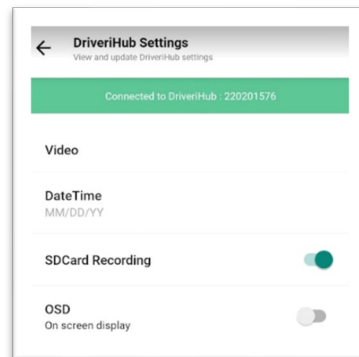 DriveriHub Settings
View and update DriveriHub settings
Connected to DriveriHub : 220201576
Video
DateTime
MM/DD/YY
SDCard Recording
OSD
On screen display